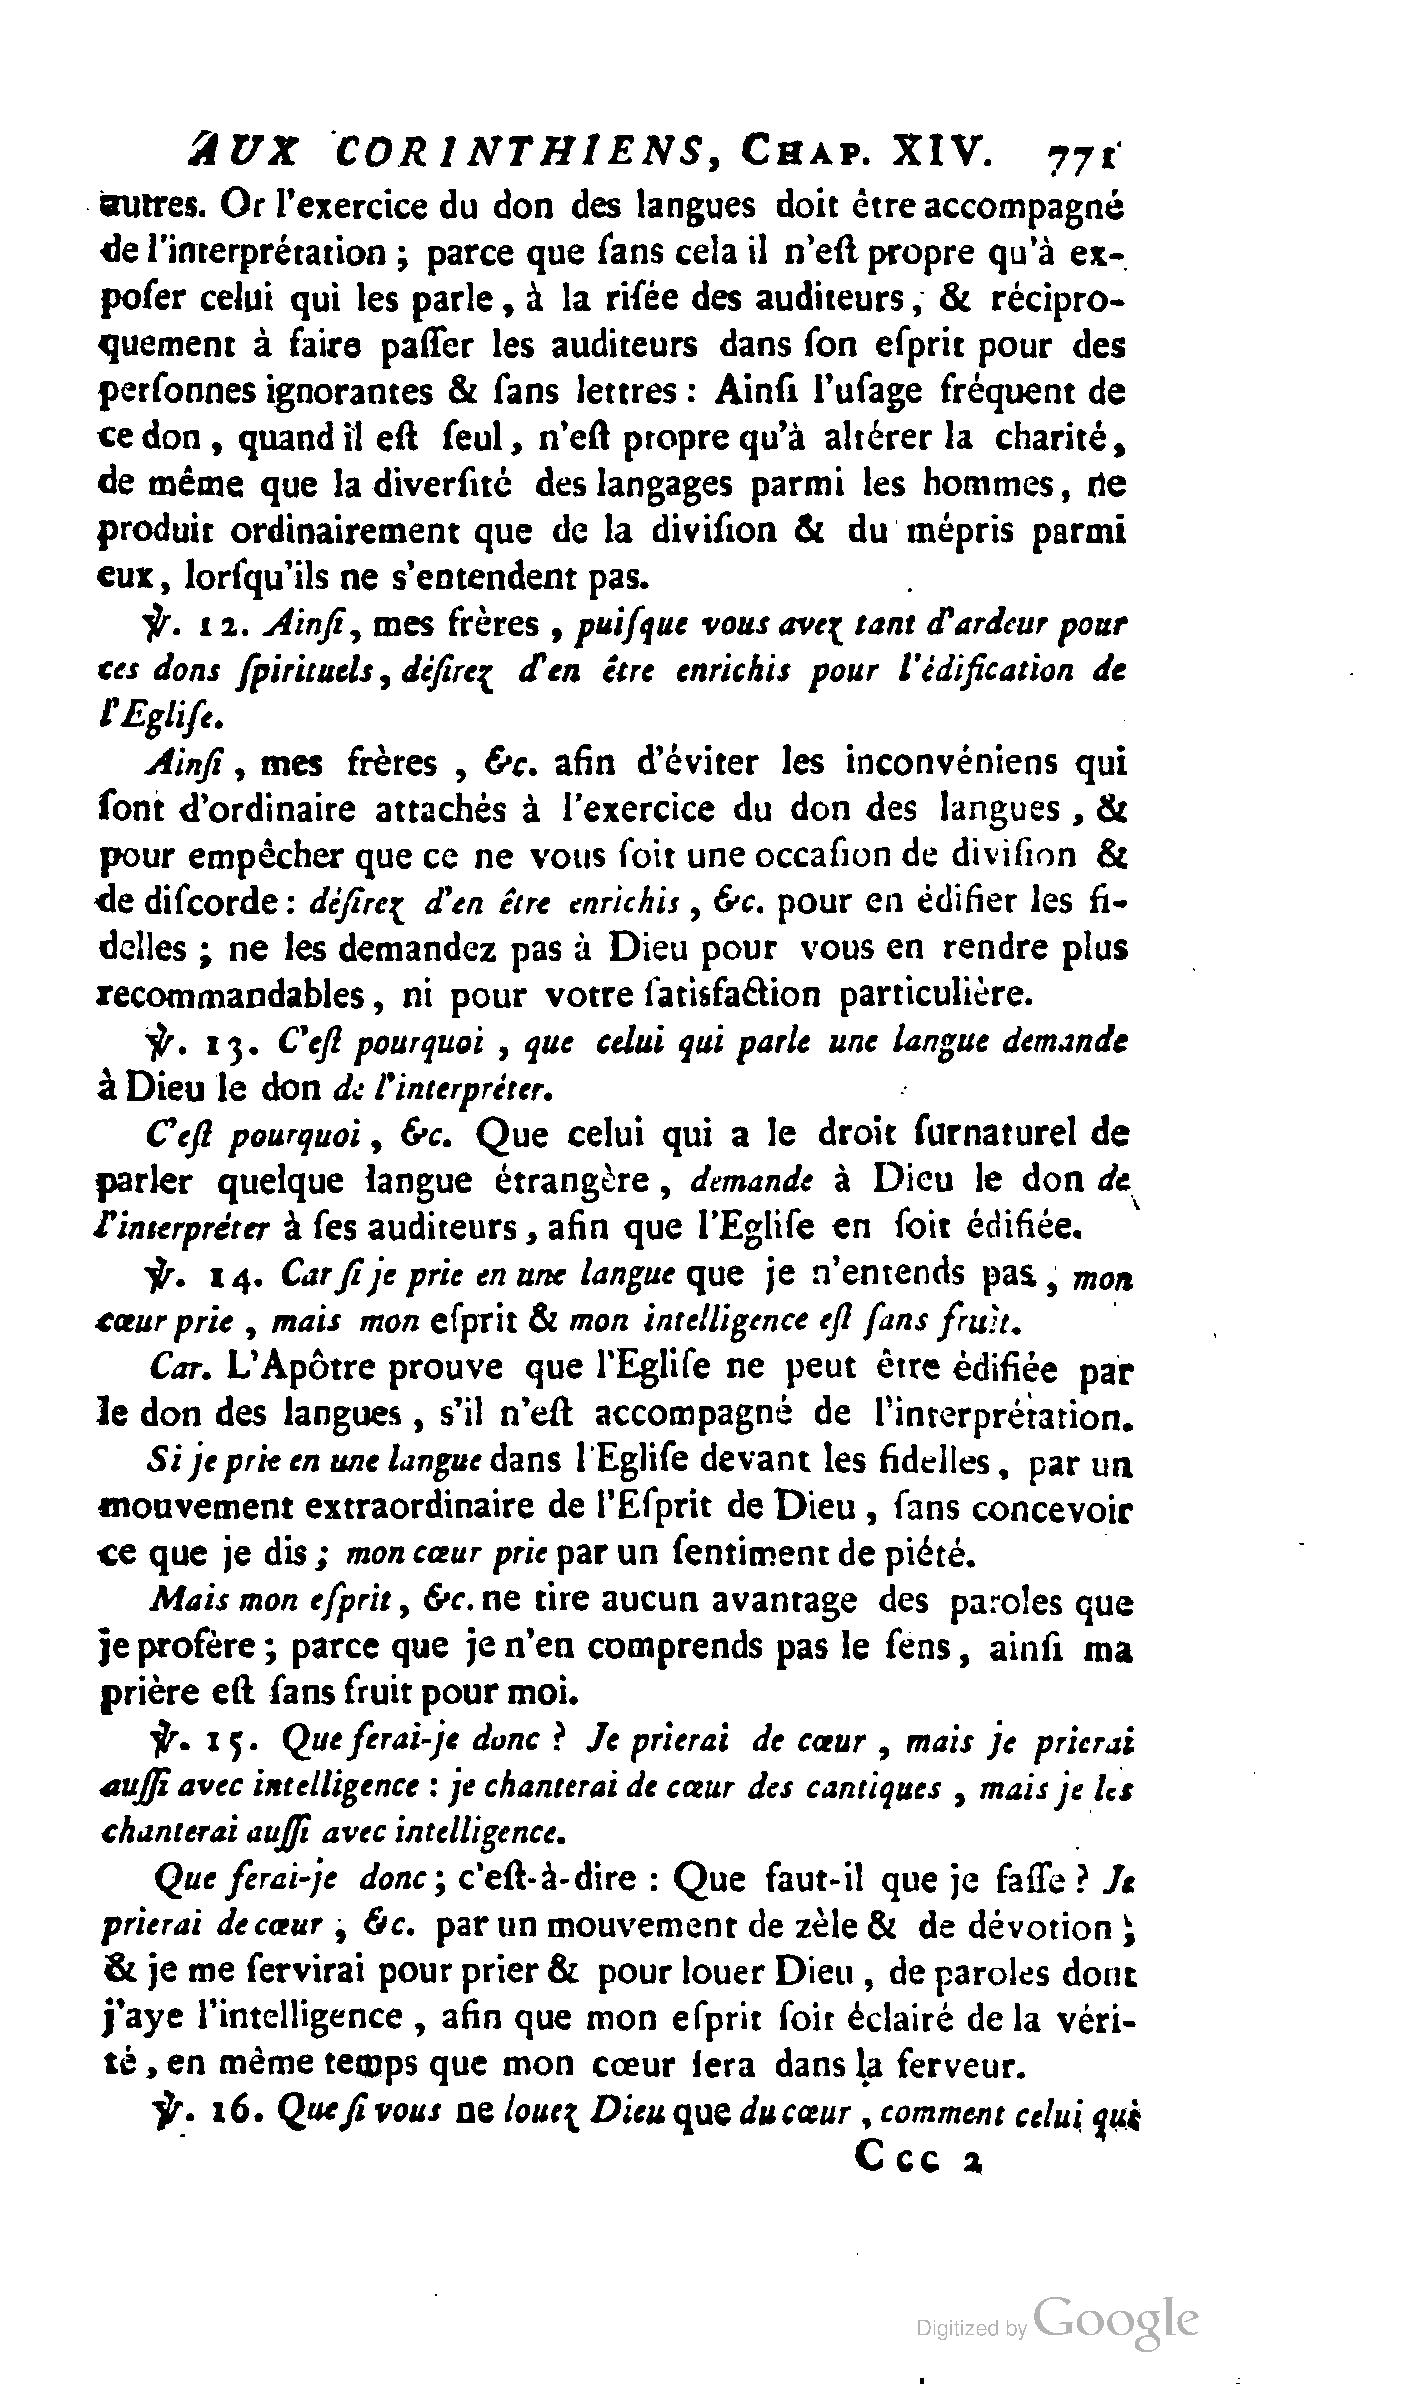 AUX CORINTHIENS, CHAP. XIV. 771
autres. Or l'exercice du don des langues doit être accompagné
de l'interprétation ; parce que ſans cela il n'eſt propre qu'à ex-
poſer celui qui les parle, à la riſée des auditeurs, & récipro-
quement à faire paſſer les auditeurs dans ſon eſprit pour des
perſonnes ignorantes & ſans lettres : Ainſi l'uſage fréquent de
ce don, quand il eſt ſeul, n'eſt propre qu'à altérer la charité,
de même que la diverſité des langages parmi les hommes, ne
produit ordinairement que de la diviſion & du mépris parmi
eux, lorſqu'ils ne s'entendent pas.
℣. 12. Ainſi, mes frères, puiſque vous avez tant d'ardeur pour
ces dons ſpirituels, déſirez d'en être enrichis pour l'édification de
l'Egliſe.
Ainſi, mes frères, &c. afin d'éviter les inconvéniens qui
ſont d'ordinaire attachés à l'exercice du don des langues, &
pour empêcher que ce ne vous ſoit une occaſion de diviſion &
de diſcorde : déſirez d'en être enrichis, &c. pour en édifier les fi-
delles ; ne les demandez pas à Dieu pour vous en rendre plus
recommandables, ni pour votre ſatisfaction particulière.
℣. 13. C'eſt pourquoi, que celui qui parle une langue demande
à Dieu le don de l'interpréter.
C'eſt pourquoi, &c. Que celui qui a le droit ſurnaturel de
parler quelque langue étrangère, demande à Dieu le don de
l'interpréter à ſes auditeurs, afin que l'Egliſe en ſoit édifiée.
℣. 14. Car ſi je prie en une langue que je n'entends pas, mon
cœur prie, mais mon eſprit & mon intelligence eſt ſans fruit.
Car. L'Apôtre prouve que l'Egliſe ne peut être édifiée par
le don des langues, s'il n'eſt accompagné de l'interprétation.
Si je prie en une langue dans l'Egliſe devant les fidelles, par un
mouvement extraordinaire de l'Eſprit de Dieu, ſans concevoir
ce que je dis ; mon cœur prie par un ſentiment de piété.
Mais mon eſprit, &c. ne tire aucun avantage des paroles que
je profère ; parce que je n'en comprends pas le ſens, ainſi ma
prière eſt ſans fruit pour moi.
℣. 15. Que ferai-je donc ? Je prierai de cœur, mais je prierai
auſſi avec intelligence : je chanterai de cœur des cantiques, mais je les
chanterai auſſi avec intelligence.
Que ferai-je donc ; c'eſt-à-dire : Que faut-il que je faſſe ? Je
prierai de cœur, &c. par un mouvement de zèle & de dévotion ;
& je me ſervirai pour prier & pour louer Dieu, de paroles dont
j'aye l'intelligence, afin que mon eſprit ſoit éclairé de la véri-
té, en même temps que mon cœur ſera dans la ferveur.
℣. 16. Que ſi vous ne louez Dieu que du cœur, comment celui qui
Ccc 2
Digitized by Google